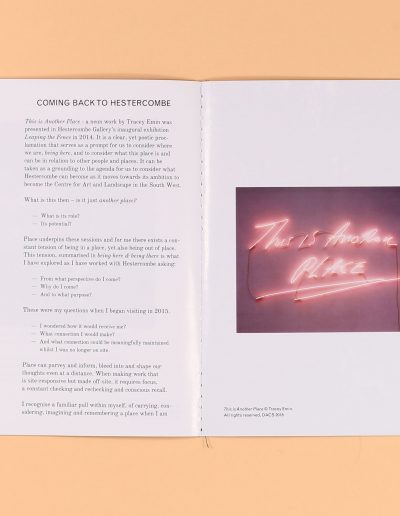 COMING BACK TO HESTERCOMBE
This is Another Place - a neon work by Tracey Emin was
presented in Hestercombe Gallery's inaugural exhibition
Leaping the Fence in 2014. It is a clear, yet poetic proc-
lamation that serves as a prompt for us to consider where
we are, being here, and to consider what this place is and
can be in relation to other people and places. It can be
taken as a grounding to the agenda for us to consider what
Hestercombe can become as it moves towards its ambition to
become the Centre for Art and Landscape in the South West.
What is this then – is it just another place?
— What is its role?
— Its potential?
Place underpins these sessions and for me there exists a con-
stant tension of being in a place, yet also being out of place.
This tension, summarised in being here & being there is what
I have explored as I have worked with Hestercombe asking:
— From what perspective do I come?
— Why do I come?
— And to what purpose?
These were my questions when I began visiting in 2015.
— I wondered how it would receive me?
— What connection I would make?
— And what connection could be meaningfully maintained
whilst I was no longer on site.
Place can purvey and inform, bleed into and shape our
thoughts even at a distance. When making work that
is site-responsive but made off-site, it requires focus,
a constant checking and rechecking and conscious recall.
I recognise a familiar pull within myself, of carrying, con-
sidering, imagining and remembering a place when I am
This Is Another
Place
This is Another Place © Tracey Emin.
All rights reserved, DACS 2016